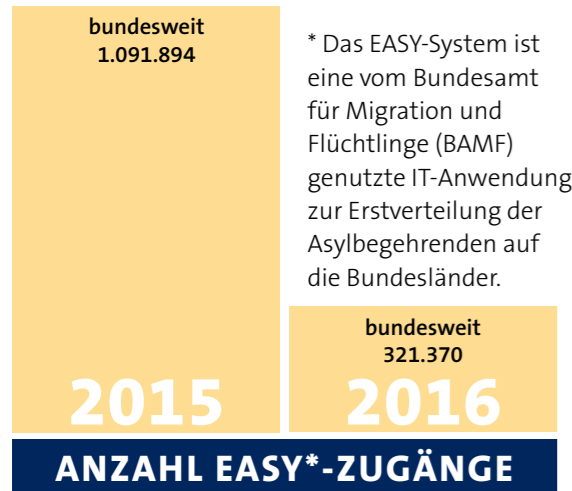 bundesweit
1.091.894
* Das EASY-System ist
eine vom Bundesamt
für Migration und
Flüchtlinge (BAMF)
genutzte IT-Anwendung
zur Erstverteilung der
Asylbegehrenden auf
die Bundesländer.
bundesweit
321.370
2015
2016
ANZAHL EASY*-ZUGÄNGE